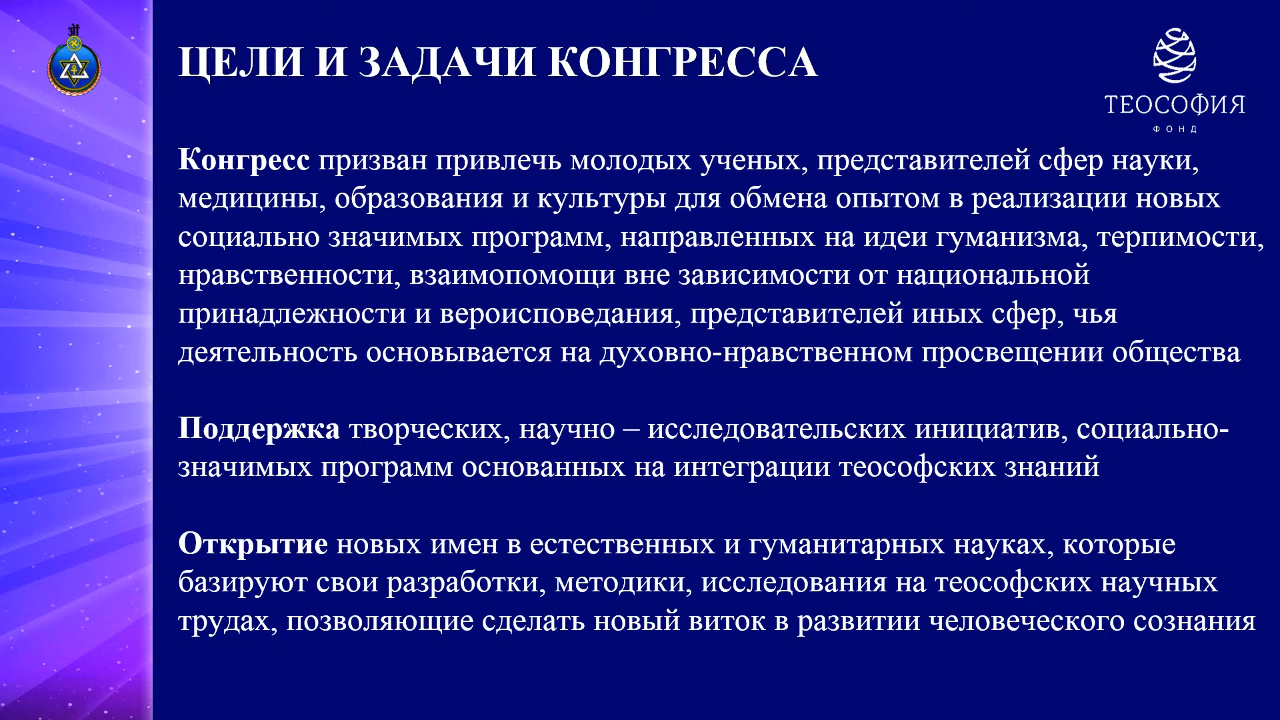 ЦЕЛИ И ЗАДАЧИ КОНГРЕССА
ТЕОСОФИЯ
ФОНД
Конгресс призван привлечь молодых ученых, представителей сфер науки,
медицины, образования и культуры для обмена опытом в реализации новых
социально значимых программ, направленных на идеи гуманизма, терпимости,
нравственности, взаимопомощи вне зависимости от национальной
принадлежности и вероисповедания, представителей иных сфер, чья
деятельность основывается на духовно-нравственном просвещении общества
Поддержка творческих, научно – исследовательских инициатив, социально-
значимых программ основанных на интеграции теософских знаний
Открытие новых имен в естественных и гуманитарных науках, которые
базируют свои разработки, методики, исследования на теософских научных
трудах, позволяющие сделать новый виток в развитии человеческого сознания